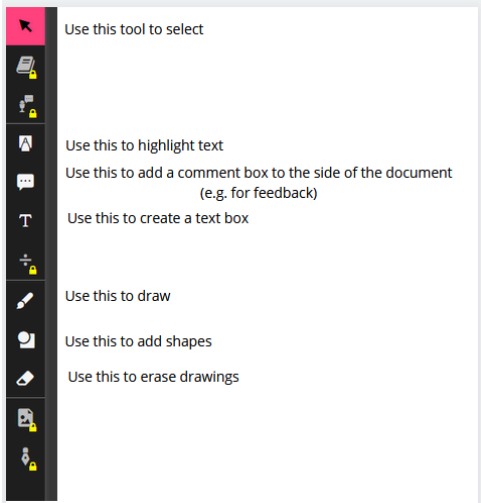 Use this tool to select
Use this to highlight text
Use this to add a comment box to the side of the document
(e.g. for feedback)
T
Use this to create a text box
Use this to draw
Use this to add shapes
Use this to erase drawings